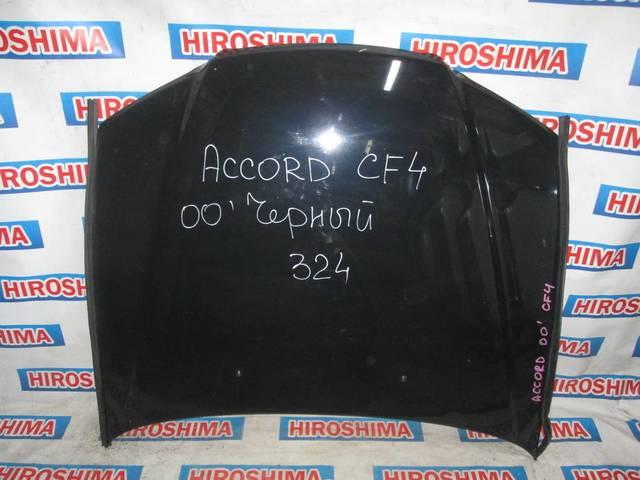 HIROSHIMA
ACCORD CF4
00' Черный
324
ACCORD 00' CF4